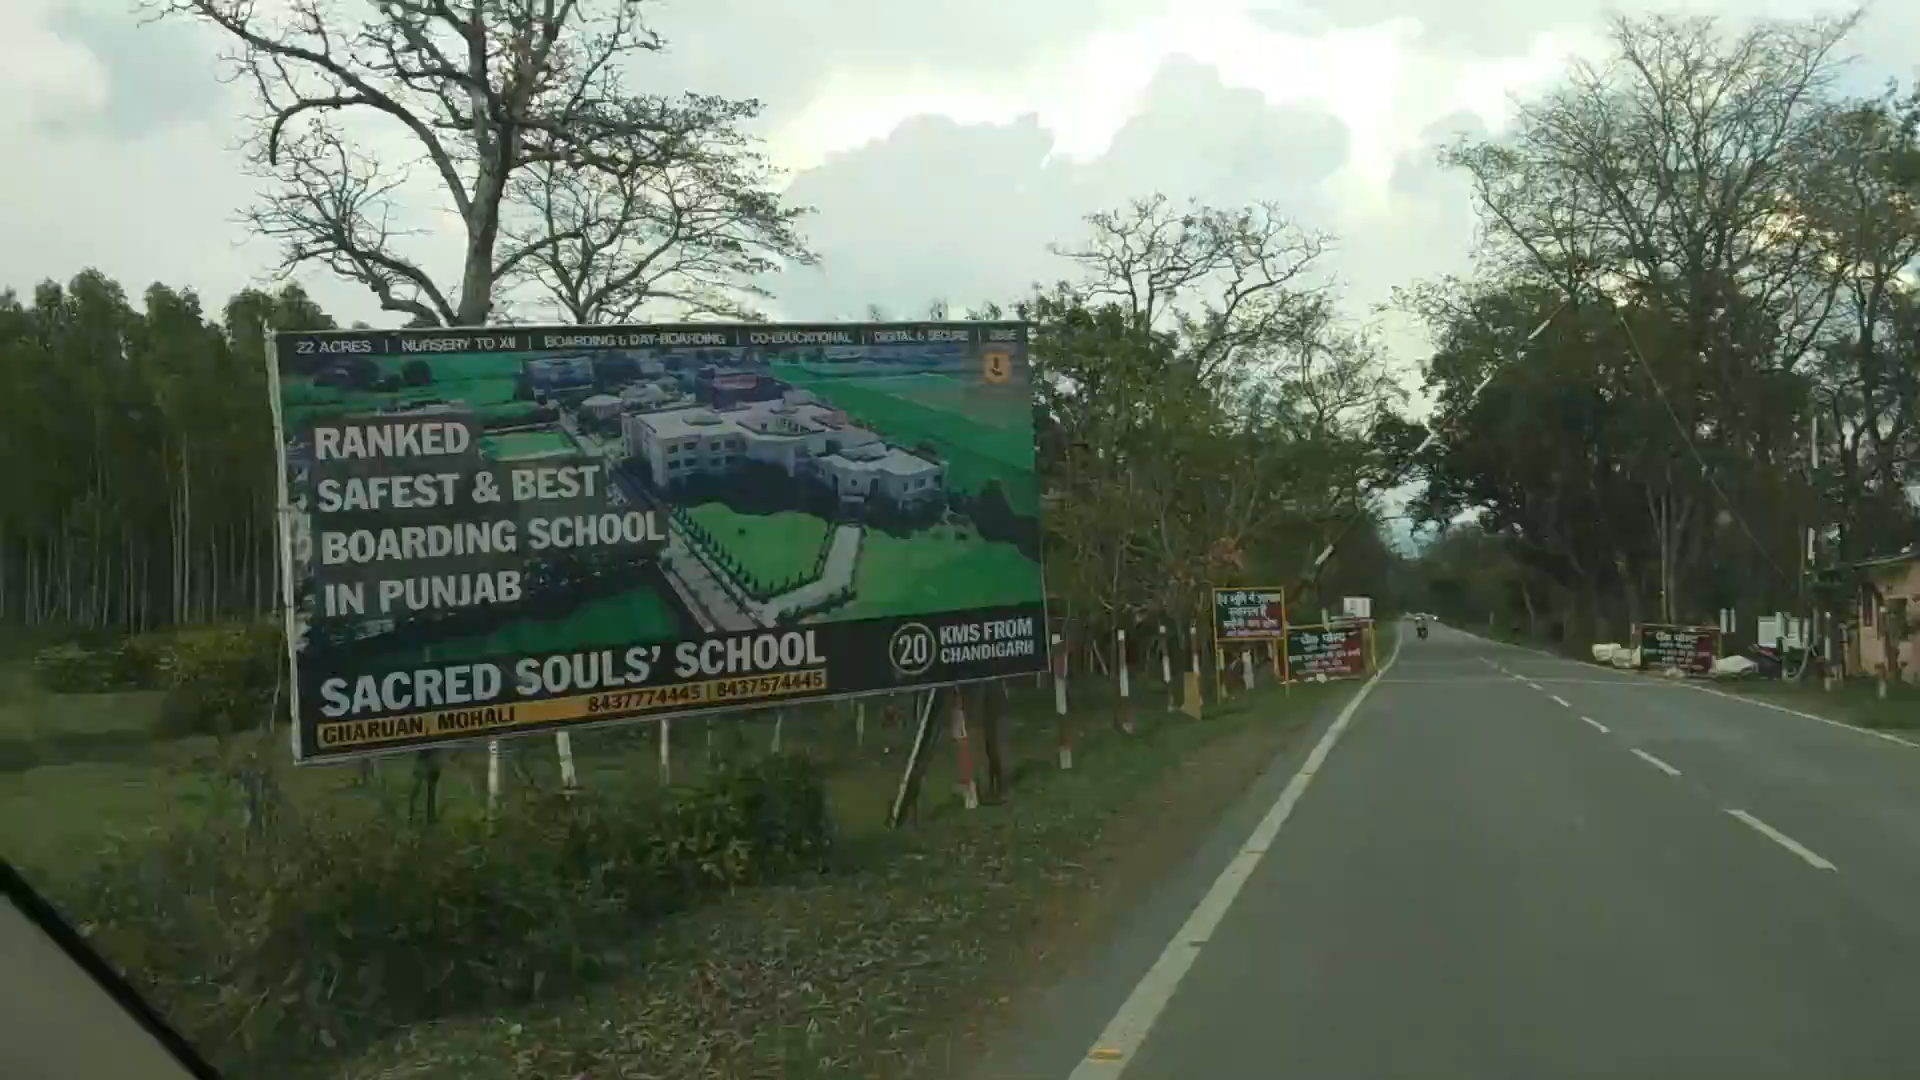 22 ACRES | NURSERY TO XII | BOARDING & DAY-BOARDING | CO-EDUCATIONAL | DIGITAL & SECURE | CBSE
RANKED
SAFEST & BEST
BOARDING SCHOOL
IN PUNJAB
SACRED SOULS' SCHOOL
20 KMS FROM
CHANDIGARH
GHARUAN, MOHALI 8437774445 | 8437574445
चैक पोस्ट